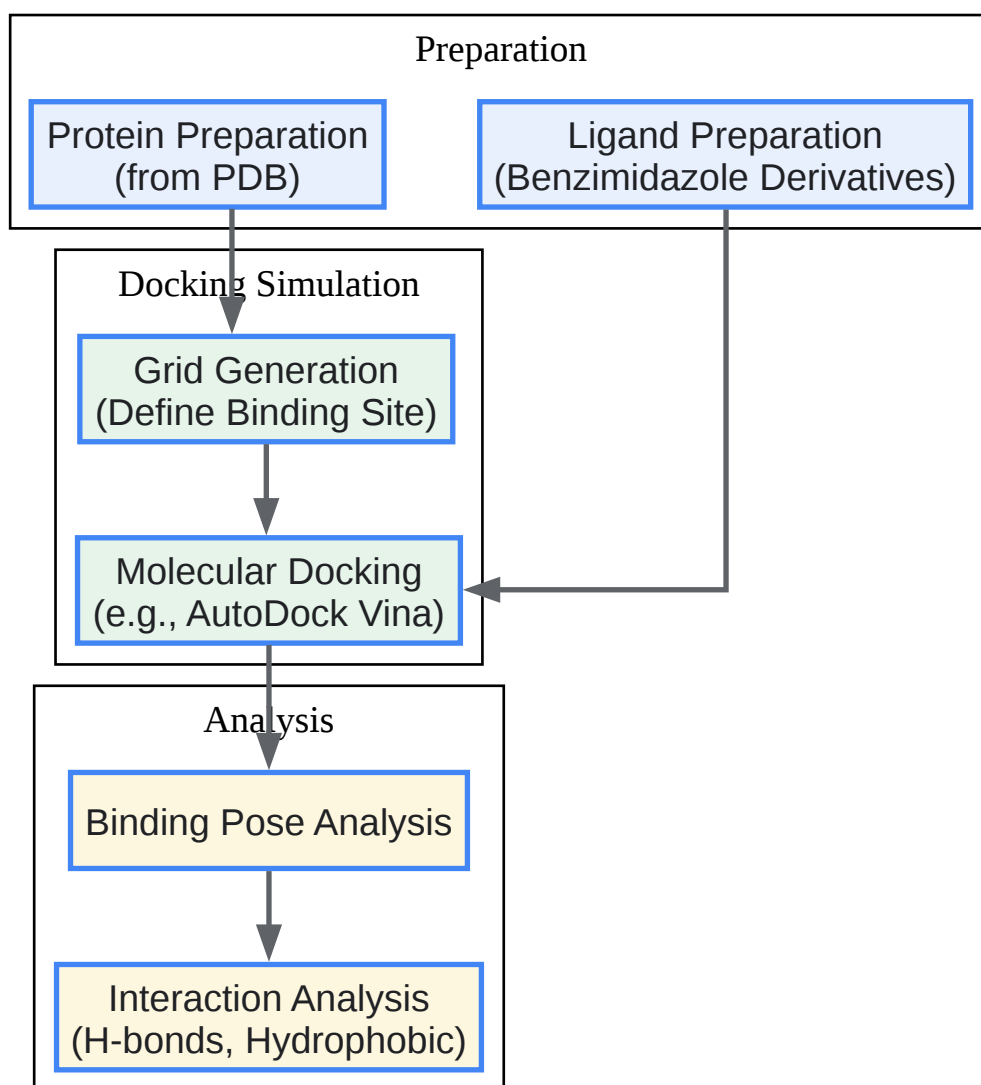 Preparation
Protein Preparation
(from PDB)
Ligand Preparation
(Benzimidazole Derivatives)
Docking Simulation
Grid Generation
(Define Binding Site)
Molecular Docking
(e.g., AutoDock Vina)
Analysis
Binding Pose Analysis
Interaction Analysis
(H-bonds, Hydrophobic)